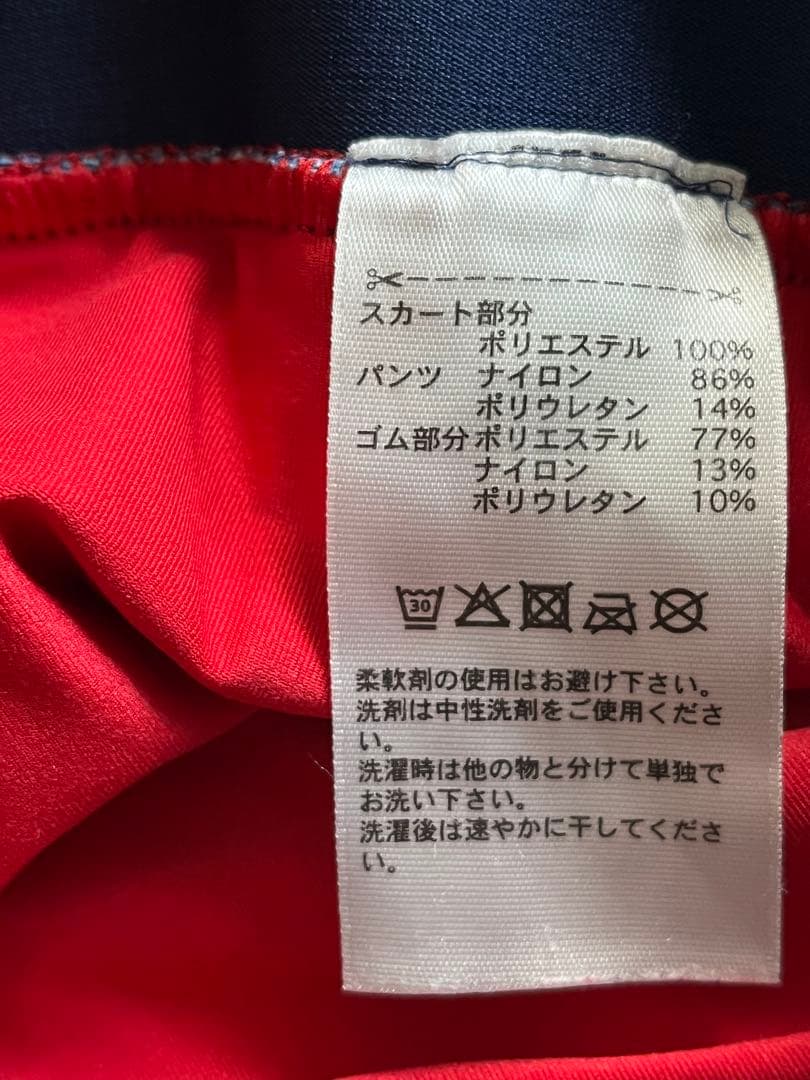 スカート部分
ポリエステル 100%
パンツ ナイロン 86%
ポリウレタン 14%
ゴム部分 ポリエステル 77%
ナイロン 13%
ポリウレタン 10%
30
柔軟剤の使用はお避け下さい。
洗剤は中性洗剤をご使用くださ
い。
洗濯時は他の物と分けて単独で
お洗い下さい。
洗濯後は速やかに干してくださ
い。